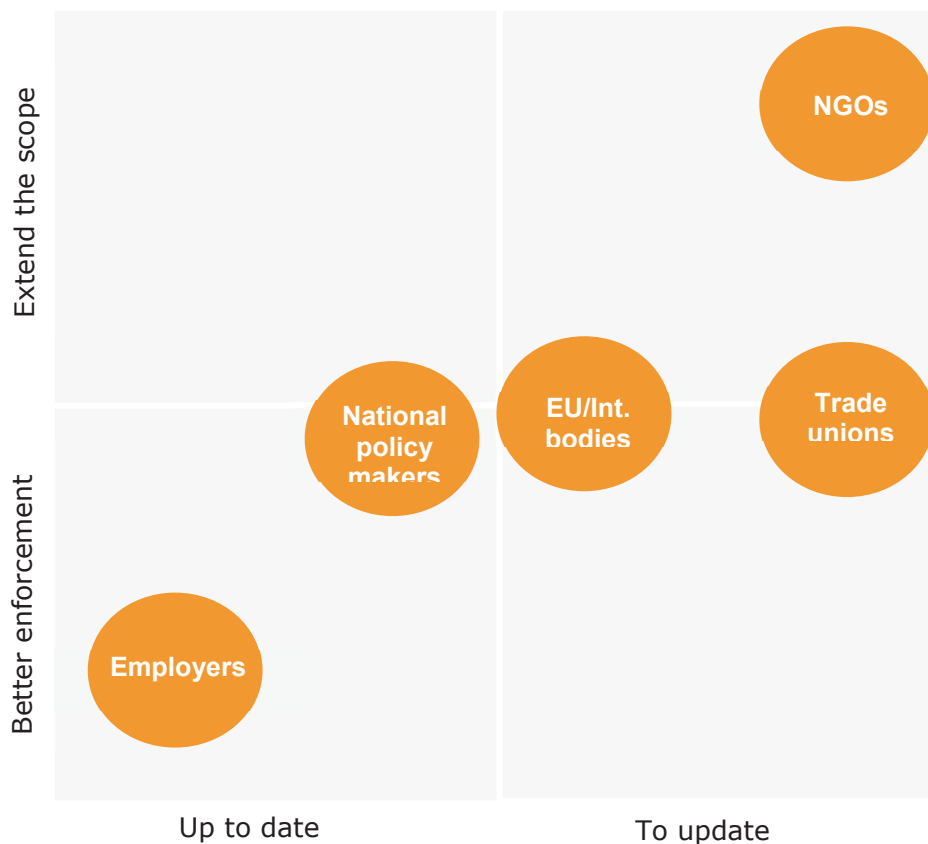 Extend the scope
Better enforcement
NGOs
National
policy
makers
EU/Int.
bodies
Trade
unions
Employers
Up to date
To update